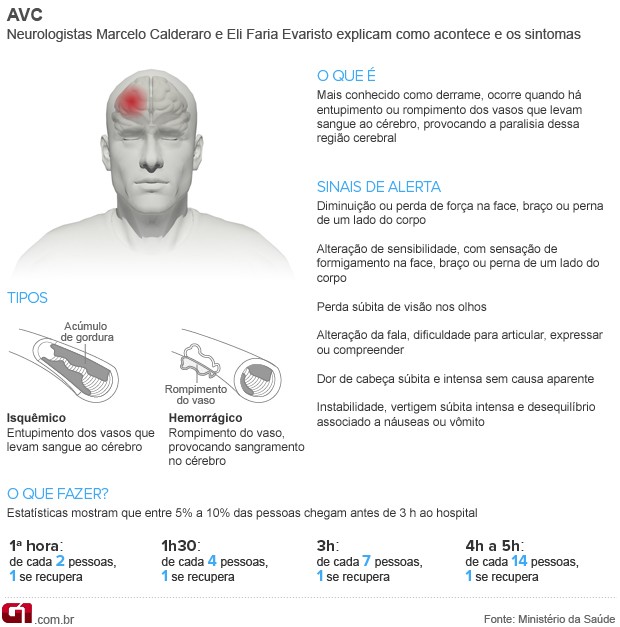 AVC
Neurologistas Marcelo Calderaro e Eli Faria Evaristo explicam como acontece e os sintomas
O QUE É
Mais conhecido como derrame, ocorre quando há
entupimento ou rompimento dos vasos que levam
sangue ao cérebro, provocando a paralisia dessa
região cerebral
SINAIS DE ALERTA
Diminuição ou perda de força na face, braço ou perna
de um lado do corpo
Alteração de sensibilidade, com sensação de
formigamento na face, braço ou perna de um lado do
corpo
Perda súbita de visão nos olhos
Alteração da fala, dificuldade para articular, expressar
ou compreender
Dor de cabeça súbita e intensa sem causa aparente
Instabilidade, vertigem súbita intensa e desequilíbrio
associado a náuseas ou vômito
TIPOS
Acúmulo
de gordura
Isquêmico
Entupimento dos vasos que
levam sangue ao cérebro
Rompimento
do vaso
Hemorrágico
Rompimento do vaso,
provocando sangramento
no cérebro
O QUE FAZER?
Estatísticas mostram que entre 5% a 10% das pessoas chegam antes de 3 h ao hospital
1ª hora:
de cada 2 pessoas,
1 se recupera
1h30:
de cada 4 pessoas,
1 se recupera
3h:
de cada 7 pessoas,
1 se recupera
4h a 5h:
de cada 14 pessoas,
1 se recupera
G1.com.br
Fonte: Ministério da Saúde